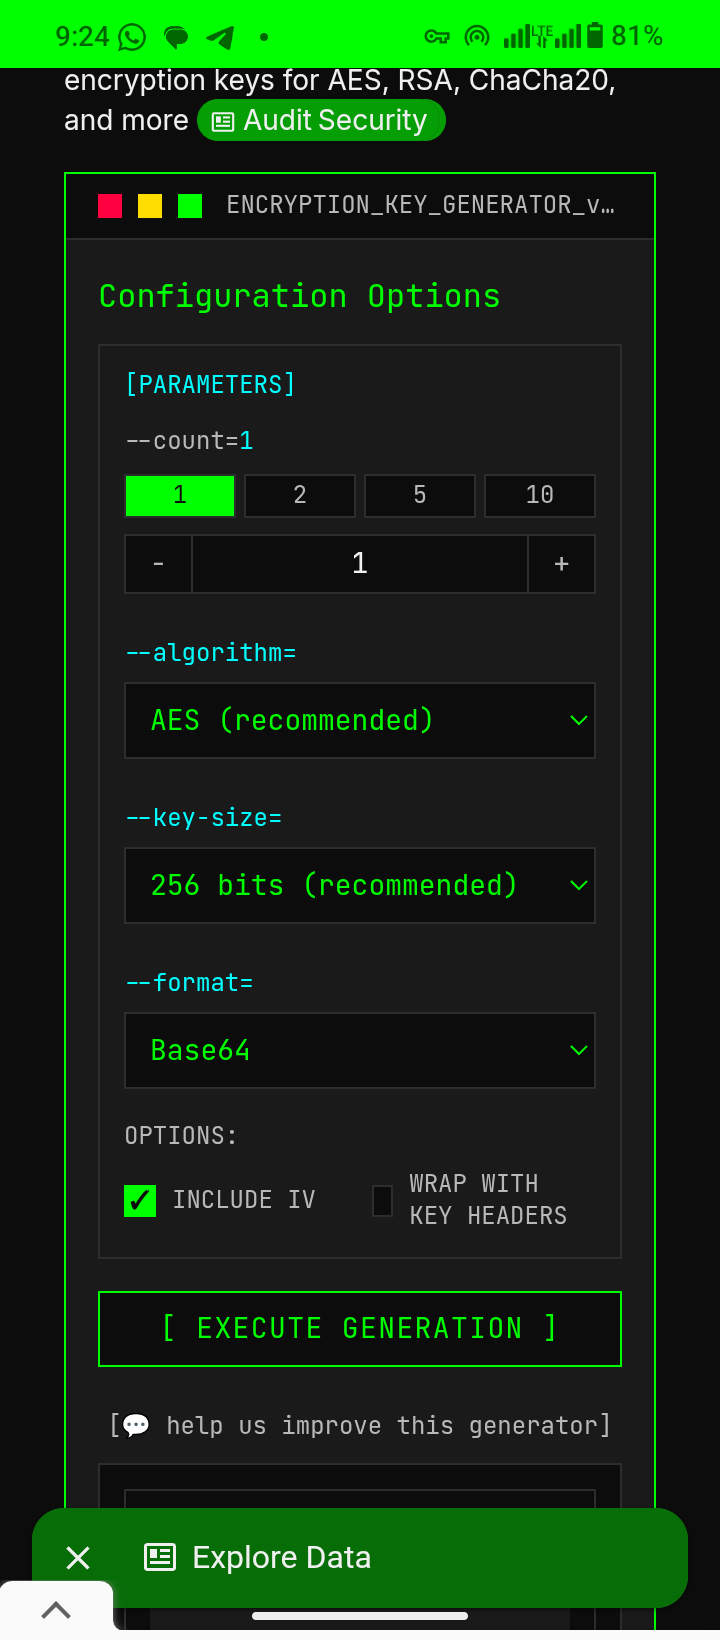 9:24 LTE 81%
encryption keys for AES, RSA, ChaCha20,
and more Audit Security
ENCRYPTION_KEY_GENERATOR_v…
Configuration Options
[PARAMETERS]
--count=1
1 2 5 10
- 1 +
--algorithm=
AES (recommended)
--key-size=
256 bits (recommended)
--format=
Base64
OPTIONS:
✓ INCLUDE IV
WRAP WITH
KEY HEADERS
[ EXECUTE GENERATION ]
[💬 help us improve this generator]
Explore Data